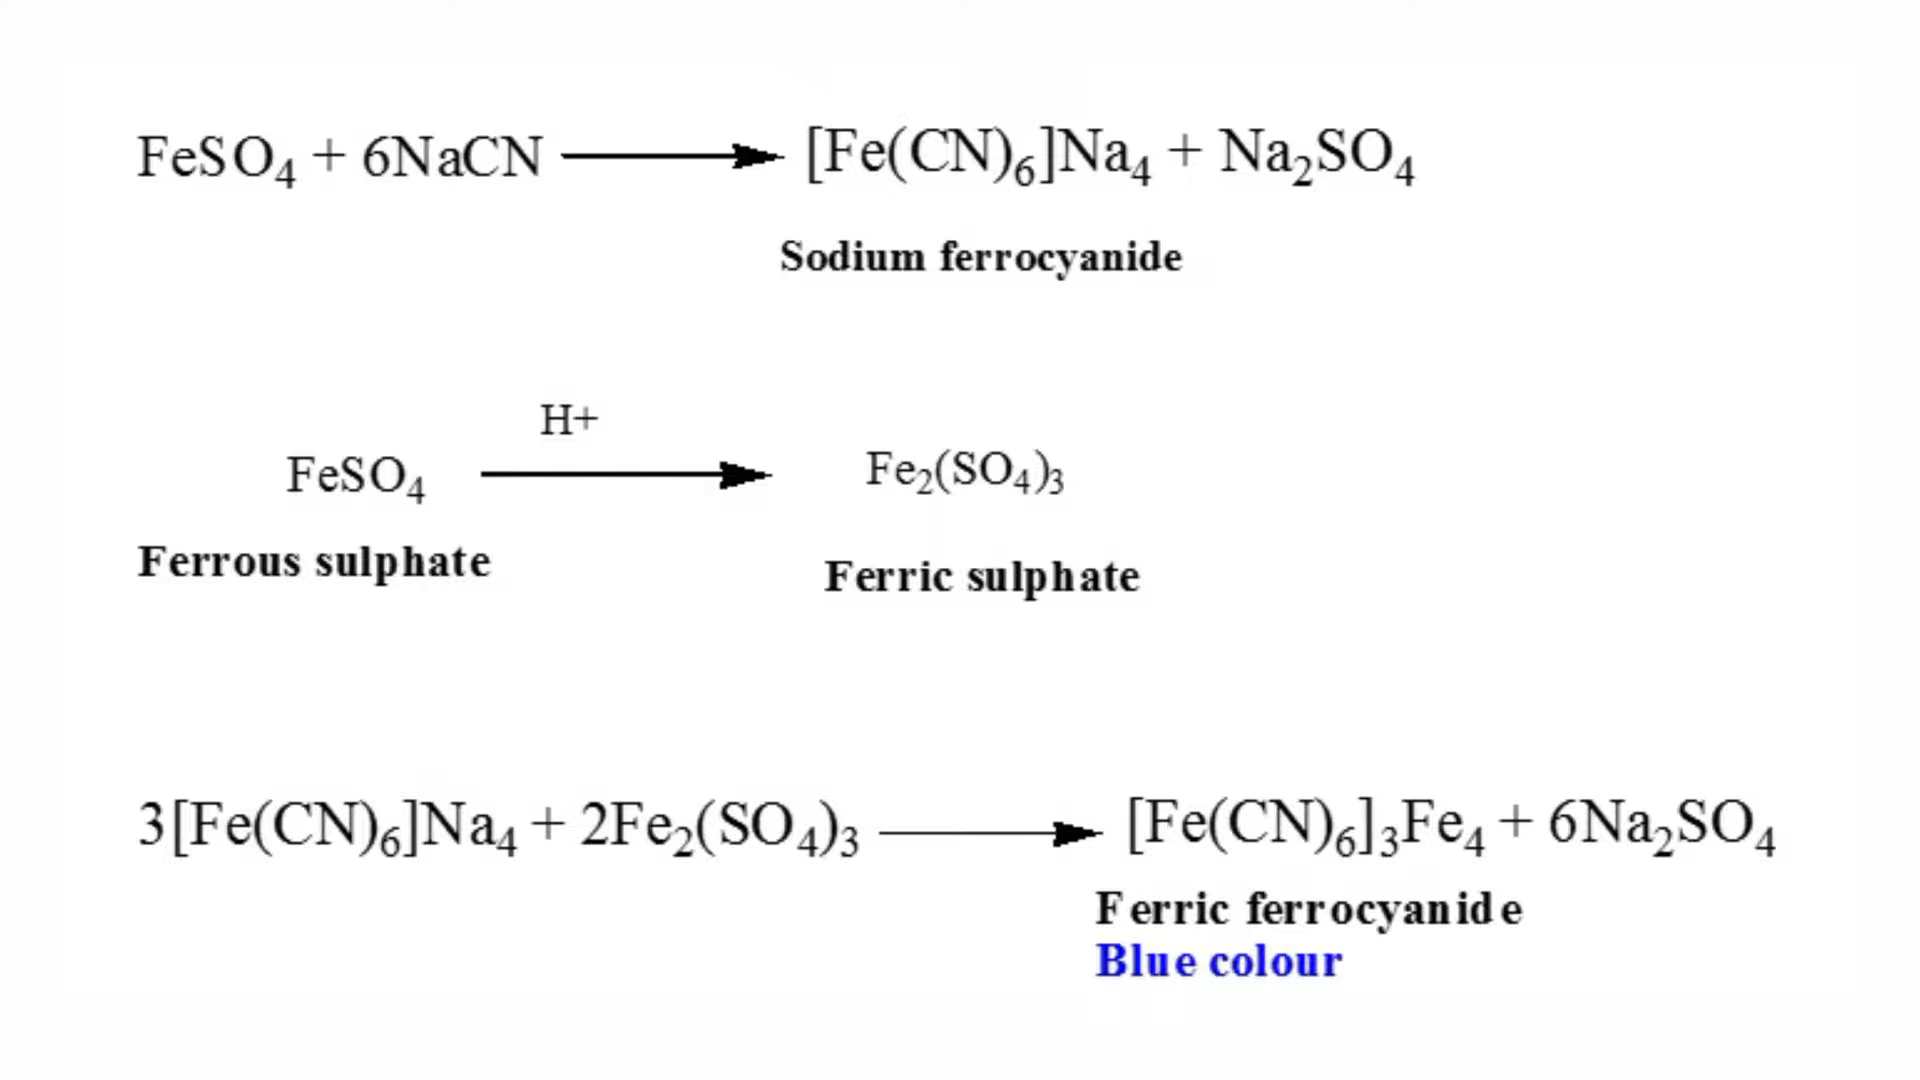 FeSO₄ + 6NaCN ⟶ [Fe(CN)₆]Na₄ + Na₂SO₄
Sodium ferrocyanide
H+
FeSO₄ ⟶ Fe₂(SO₄)₃
Ferrous sulphate Ferric sulphate
3[Fe(CN)₆]Na₄ + 2Fe₂(SO₄)₃ ⟶ [Fe(CN)₆]₃Fe₄ + 6Na₂SO₄
Ferric ferrocyanide
Blue colour